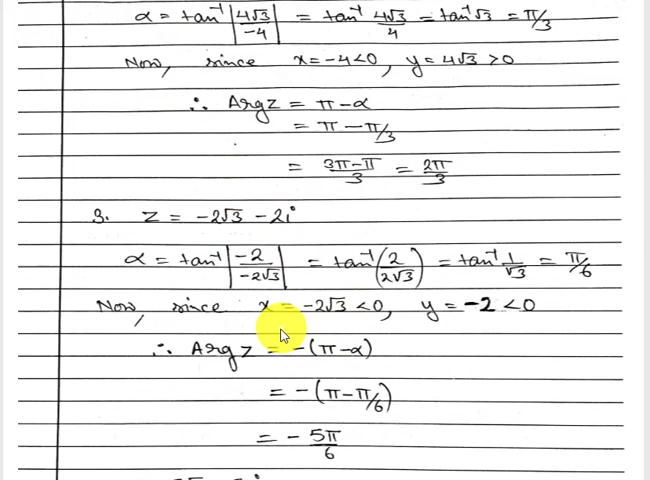 α = tan⁻¹ |4√3/-4| = tan⁻¹ 4√3/4 = tan⁻¹ √3 = π/3
Now, since x = -4 < 0, y = 4√3 > 0
∴ Arg z = π - α
= π - π/3
= 3π-π/3 = 2π/3
3. z = -2√3 - 2i
α = tan⁻¹ |-2/-2√3| = tan⁻¹ (2/2√3) = tan⁻¹ 1/√3 = π/6
Now, since x = -2√3 < 0, y = -2 < 0
∴ Arg z = -(π - α)
= -(π - π/6)
= - 5π/6